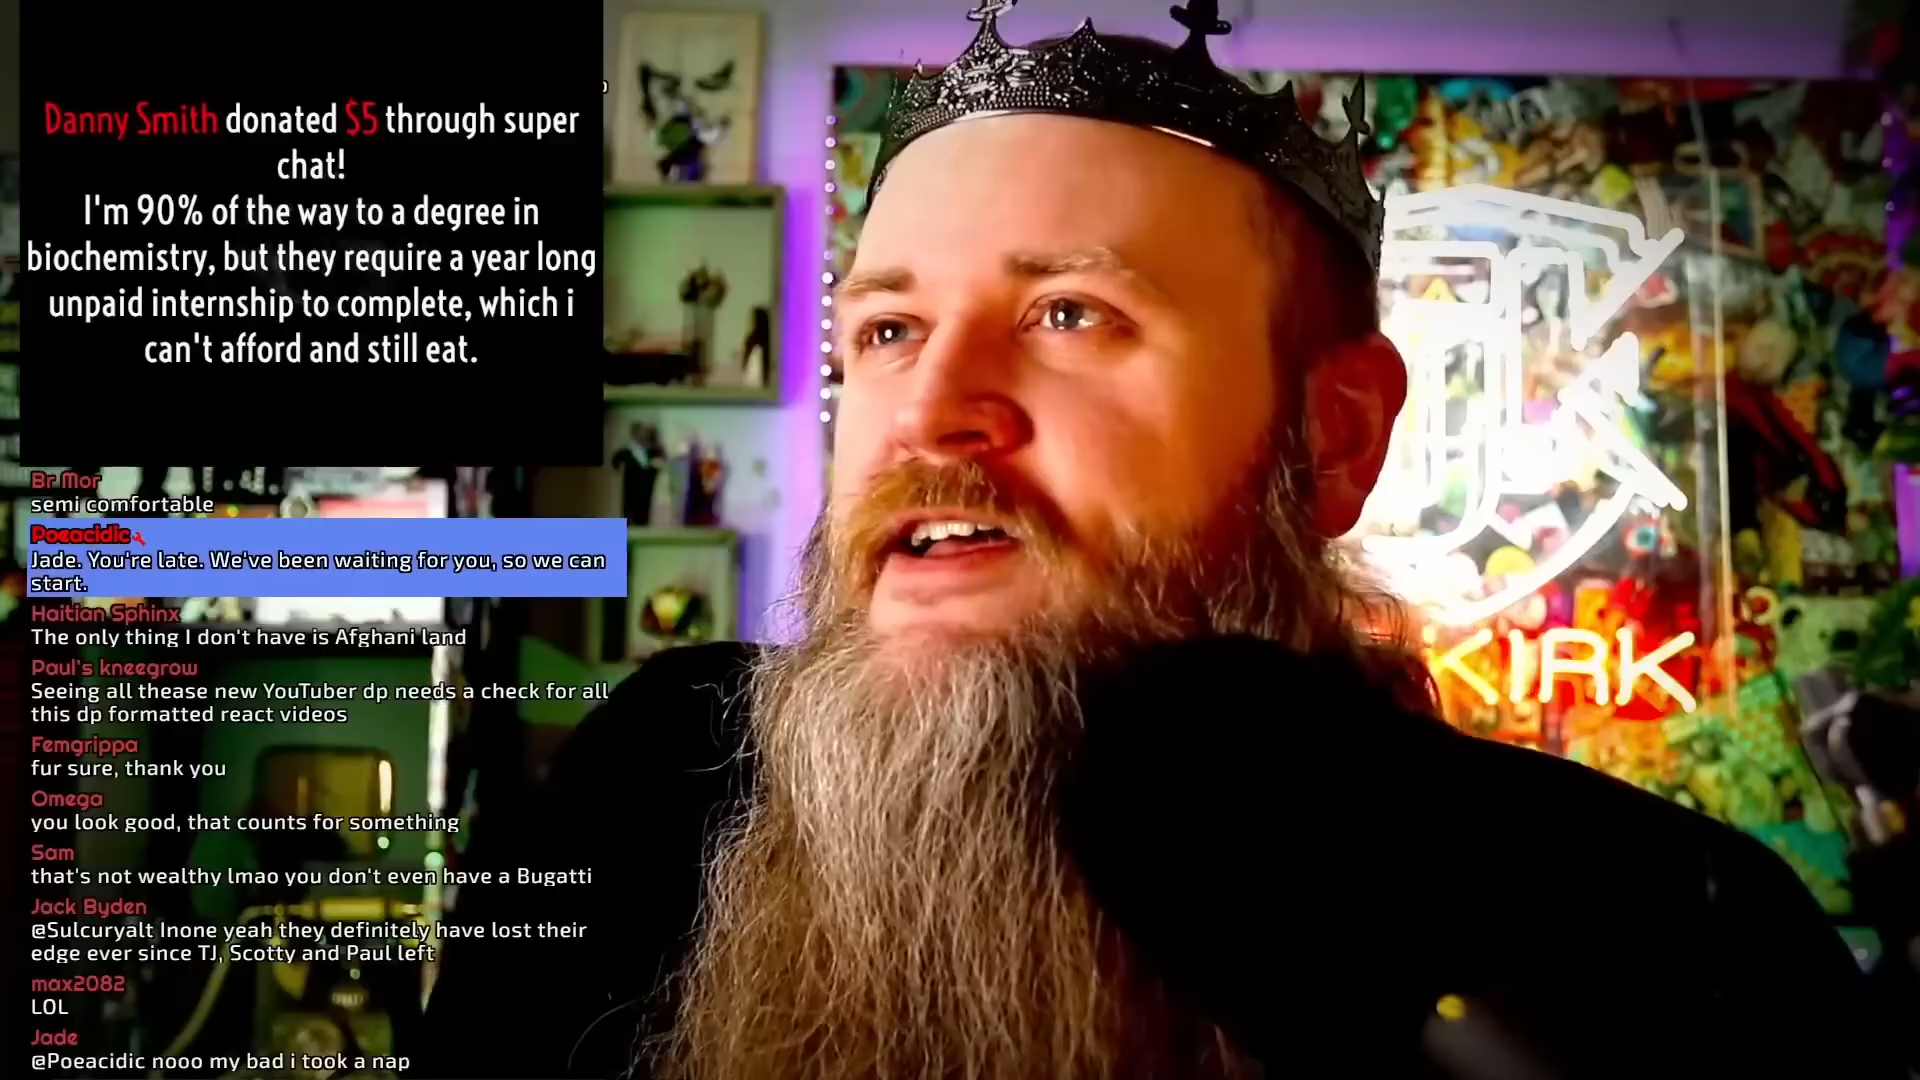 Danny Smith donated $5 through super
chat!
I'm 90% of the way to a degree in
biochemistry, but they require a year long
unpaid internship to complete, which i
can't afford and still eat.
Br Mor
semi comfortable
Poeacidic
Jade. You're late. We've been waiting for you, so we can
start.
Haitian Sphinx
The only thing I don't have is Afghani land
Paul's kneegrow
Seeing all thease new YouTuber dp needs a check for all
this dp formatted react videos
Femgrippa
fur sure, thank you
Omega
you look good, that counts for something
Sam
that's not wealthy lmao you don't even have a Bugatti
Jack Byden
@Sulcuryalt Inone yeah they definitely have lost their
edge ever since TJ, Scotty and Paul left
max2082
LOL
Jade
@Poeacidic nooo my bad i took a nap
KIRK